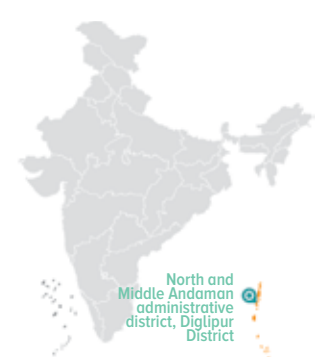 North and
Middle Andaman
administrative
district, Diglipur
District